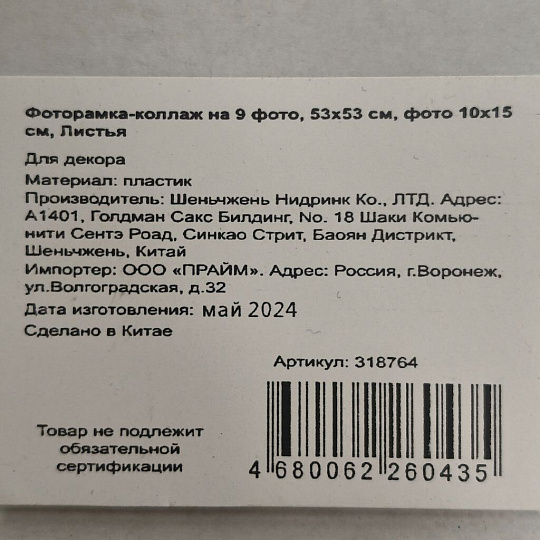 Фоторамка-коллаж на 9 фото, 53x53 см, фото 10x15
см, Листья
Для декора
Материал: пластик
Производитель: Шеньчжень Нидринк Ко., ЛТД. Адрес:
А1401, Голдман Сакс Билдинг, No. 18 Шаки Комью-
нити Сентэ Роад, Синкао Стрит, Баоян Дистрикт,
Шеньчжень, Китай
Импортер: ООО «ПРАЙМ». Адрес: Россия, г.Воронеж,
ул.Волгоградская, д.32
Дата изготовления: май 2024
Сделано в Китае
Артикул: 318764
Товар не подлежит
обязательной
сертификации
4 680062 260435